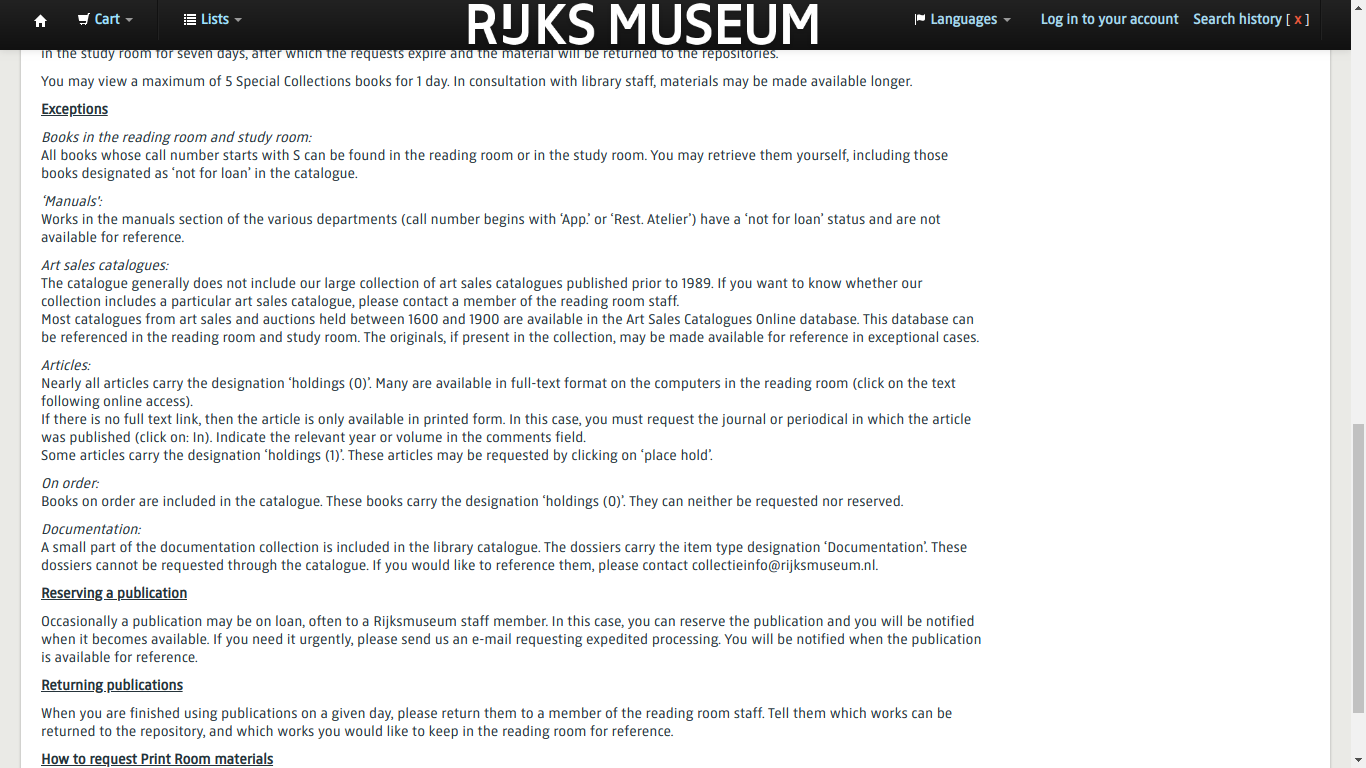 Cart
Lists
RIJKS MUSEUM
Languages
Log in to your account
Search history [ x ]
in the study room for seven days, after which the requests expire and the material will be returned to the repositories.
You may view a maximum of 5 Special Collections books for 1 day. In consultation with library staff, materials may be made available longer.
Exceptions
Books in the reading room and study room:
All books whose call number starts with S can be found in the reading room or in the study room. You may retrieve them yourself, including those
books designated as ‘not for loan’ in the catalogue.
‘Manuals’:
Works in the manuals section of the various departments (call number begins with ‘App.’ or ‘Rest. Atelier’) have a ‘not for loan’ status and are not
available for reference.
Art sales catalogues:
The catalogue generally does not include our large collection of art sales catalogues published prior to 1989. If you want to know whether our
collection includes a particular art sales catalogue, please contact a member of the reading room staff.
Most catalogues from art sales and auctions held between 1600 and 1900 are available in the Art Sales Catalogues Online database. This database can
be referenced in the reading room and study room. The originals, if present in the collection, may be made available for reference in exceptional cases.
Articles:
Nearly all articles carry the designation ‘holdings (0)’. Many are available in full-text format on the computers in the reading room (click on the text
following online access).
If there is no full text link, then the article is only available in printed form. In this case, you must request the journal or periodical in which the article
was published (click on: In). Indicate the relevant year or volume in the comments field.
Some articles carry the designation ‘holdings (1)’. These articles may be requested by clicking on ‘place hold’.
On order:
Books on order are included in the catalogue. These books carry the designation ‘holdings (0)’. They can neither be requested nor reserved.
Documentation:
A small part of the documentation collection is included in the library catalogue. The dossiers carry the item type designation ‘Documentation’. These
dossiers cannot be requested through the catalogue. If you would like to reference them, please contact collectieinfo@rijksmuseum.nl.
Reserving a publication
Occasionally a publication may be on loan, often to a Rijksmuseum staff member. In this case, you can reserve the publication and you will be notified
when it becomes available. If you need it urgently, please send us an e-mail requesting expedited processing. You will be notified when the publication
is available for reference.
Returning publications
When you are finished using publications on a given day, please return them to a member of the reading room staff. Tell them which works can be
returned to the repository, and which works you would like to keep in the reading room for reference.
How to request Print Room materials